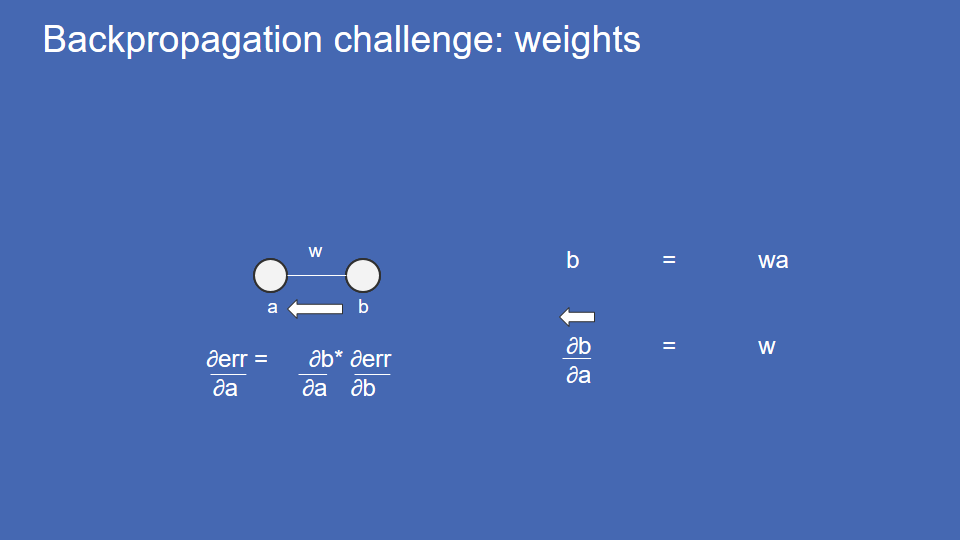 Backpropagation challenge: weights
w
a b
∂err = ∂b* ∂err
∂a ∂a ∂b
b = wa
∂b = w
∂a